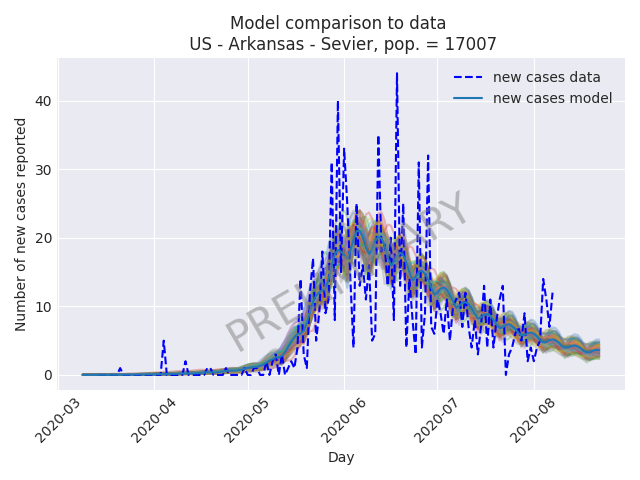 Model comparison to data
US - Arkansas - Sevier, pop. = 17007
new cases data
new cases model
Number of new cases reported
40
30
20
10
0
PRELIMINARY
2020-03
2020-04
2020-05
2020-06
2020-07
2020-08
Day